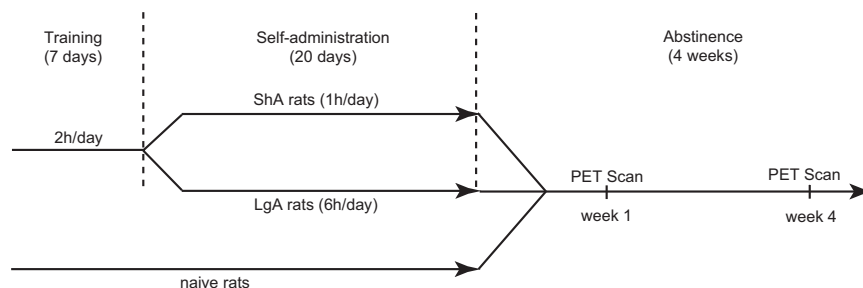 Training
(7 days)
Self-administration
(20 days)
Abstinence
(4 weeks)
ShA rats (1h/day)
2h/day
PET Scan
PET Scan
LgA rats (6h/day)
week 1
week 4
naive rats